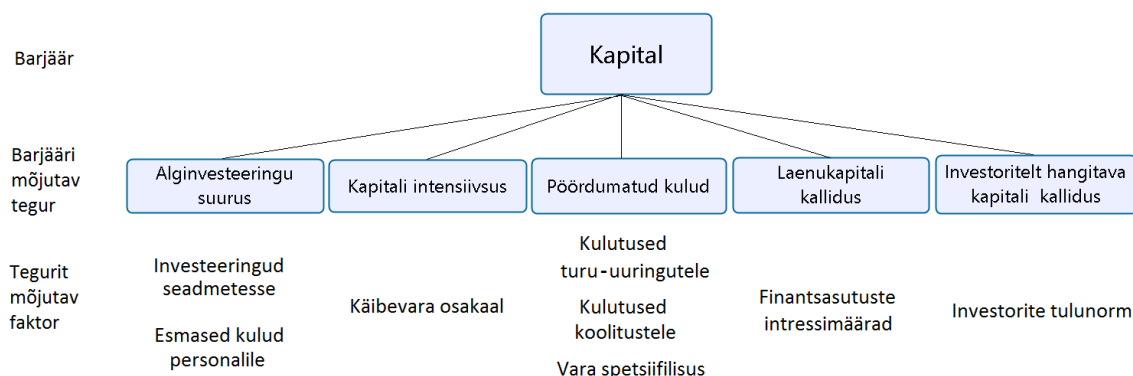 Barjäär
Kapital
Barjääri
mõjutav
tegur
Alginvesteeringu
suurus
Kapitali intensiivsus
Pöördumatud kulud
Laenukapitali
kallidus
Investoritelt hangitava
kapitali kallidus
Tegurit
mõjutav
faktor
Investeeringud
seadmetesse
Esmased kulud
personalile
Käibevara osakaal
Kulutused
turu-uuringutele
Kulutused
koolitustele
Vara spetsiifilisus
Finantsasutuste
intressimäärad
Investorite tulunorm